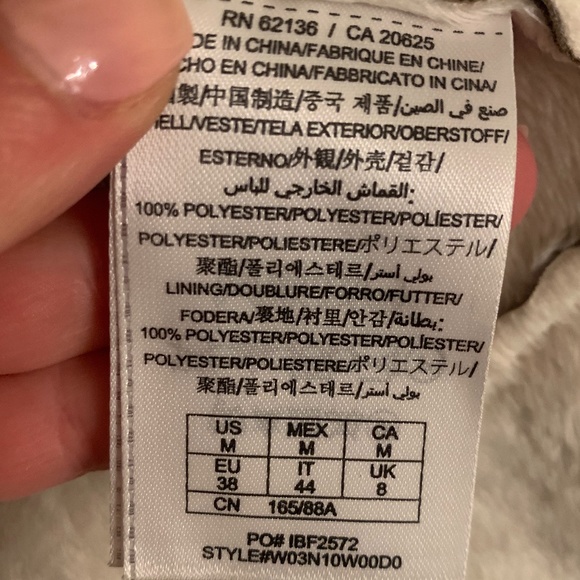 RN 62136 / CA 20625
DE IN CHINA/FABRIQUE EN CHINE/
CHO EN CHINA/FABBRICATO IN CINA/
製/中国制造/중국 제품/صنع في الصين
ELL/VESTE/TELA EXTERIOR/OBERSTOFF/
ESTERNO/外観/外壳/겉감/
القماش الخارجي للباس:
100% POLYESTER/POLYESTER/POLÍESTER/
POLYESTER/POLIESTERE/ポリエステル/
聚酯/폴리에스테르/بولي استر
LINING/DOUBLURE/FORRO/FUTTER/
FODERA/裏地/衬里/안감/بطانة:
100% POLYESTER/POLYESTER/POLÍESTER/
POLYESTER/POLIESTERE/ポリエステル/
聚酯/폴리에스테르/بولي استر
US MEX CA
M M M
EU IT UK
38 44 8
CN 165/88A
PO# IBF2572
STYLE#W03N10W00D0